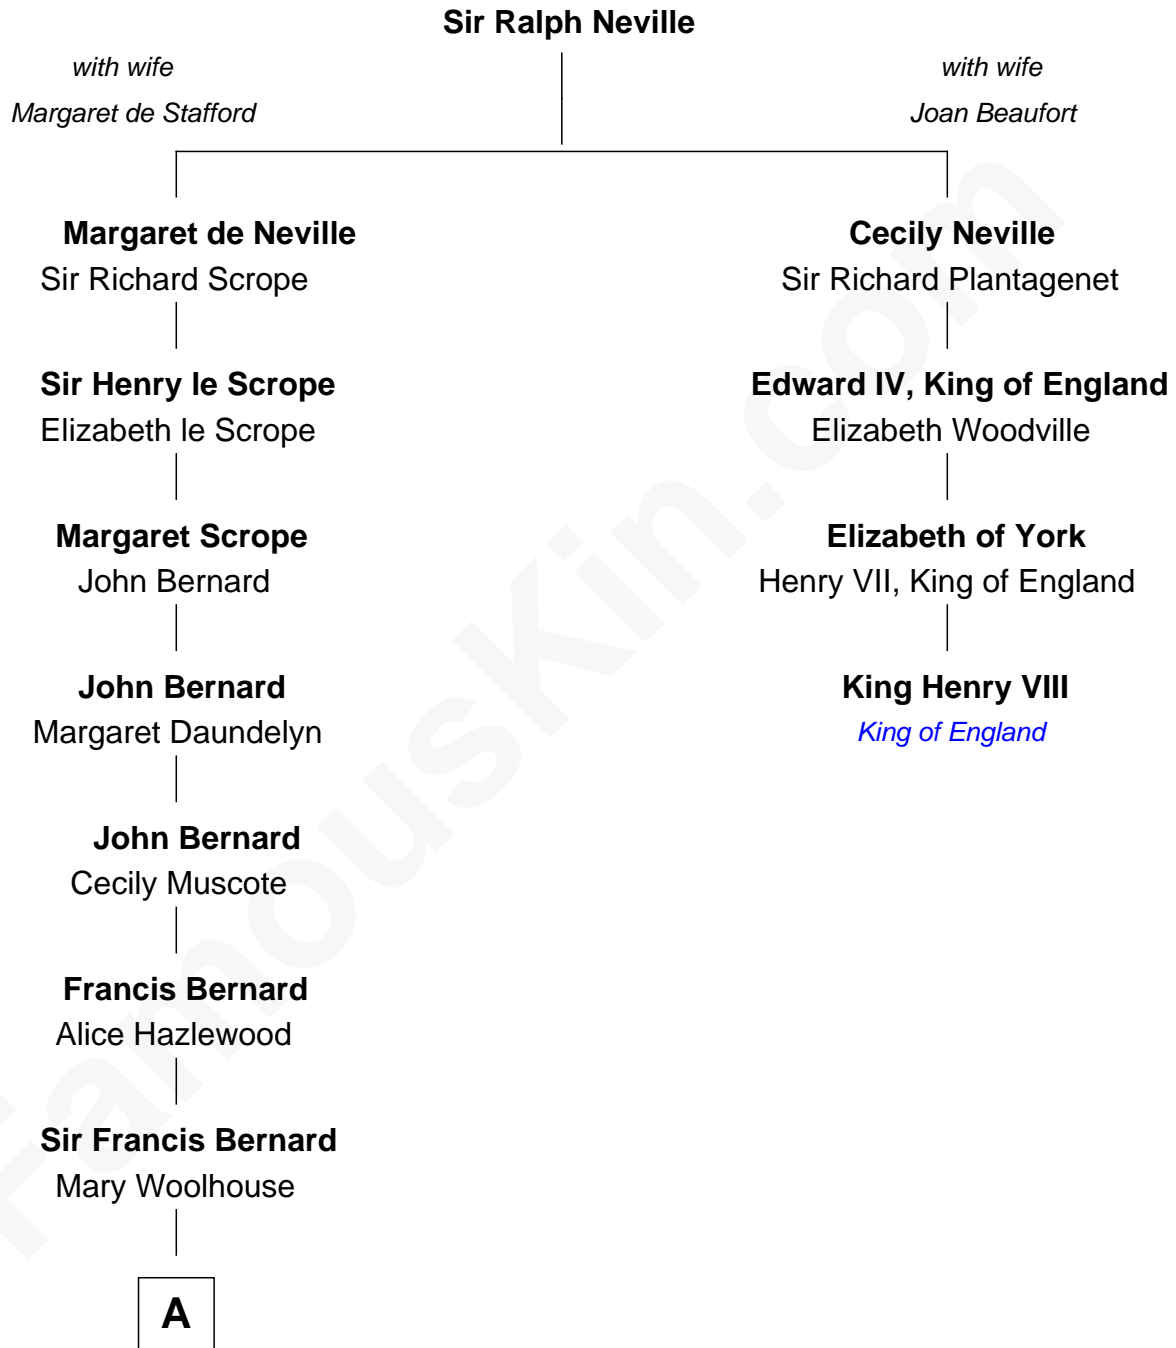 Sir Ralph Neville
with wife
Margaret de Stafford
with wife
Joan Beaufort
Margaret de Neville
Sir Richard Scrope
Cecily Neville
Sir Richard Plantagenet
Sir Henry le Scrope
Elizabeth le Scrope
Edward IV, King of England
Elizabeth Woodville
Margaret Scrope
John Bernard
Elizabeth of York
Henry VII, King of England
John Bernard
Margaret Daundelyn
King Henry VIII
King of England
John Bernard
Cecily Muscote
Francis Bernard
Alice Hazlewood
Sir Francis Bernard
Mary Woolhouse
A
FamousKin.com